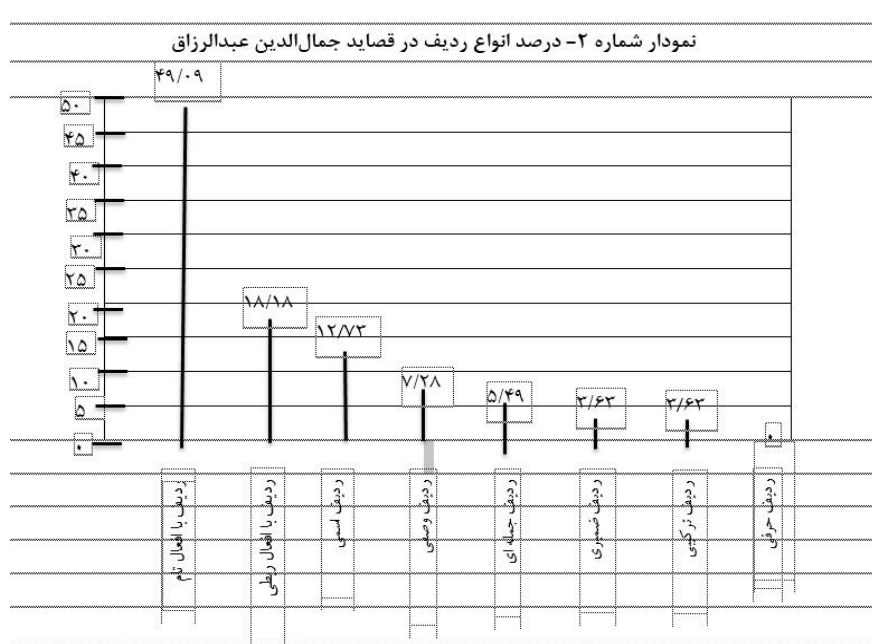 نمودار شماره ۲- درصد انواع ردیف در قصاید جمال‌الدین عبدالرزاق
۴۹/۰۹
۵۰
۴۵
۴۰
۳۵
۳۰
۲۵
۲۰
۱۵
۱۰
۵
۰
۱۸/۱۸
۱۲/۷۳
۷/۲۸
۵/۴۹
۳/۶۳
۳/۶۳
۰
ردیف با افعال تام
ردیف با افعال ربطی
ردیف اسمی
ردیف وصفی
ردیف جمله ای
ردیف ضمیری
ردیف ترکیبی
ردیف حرفی